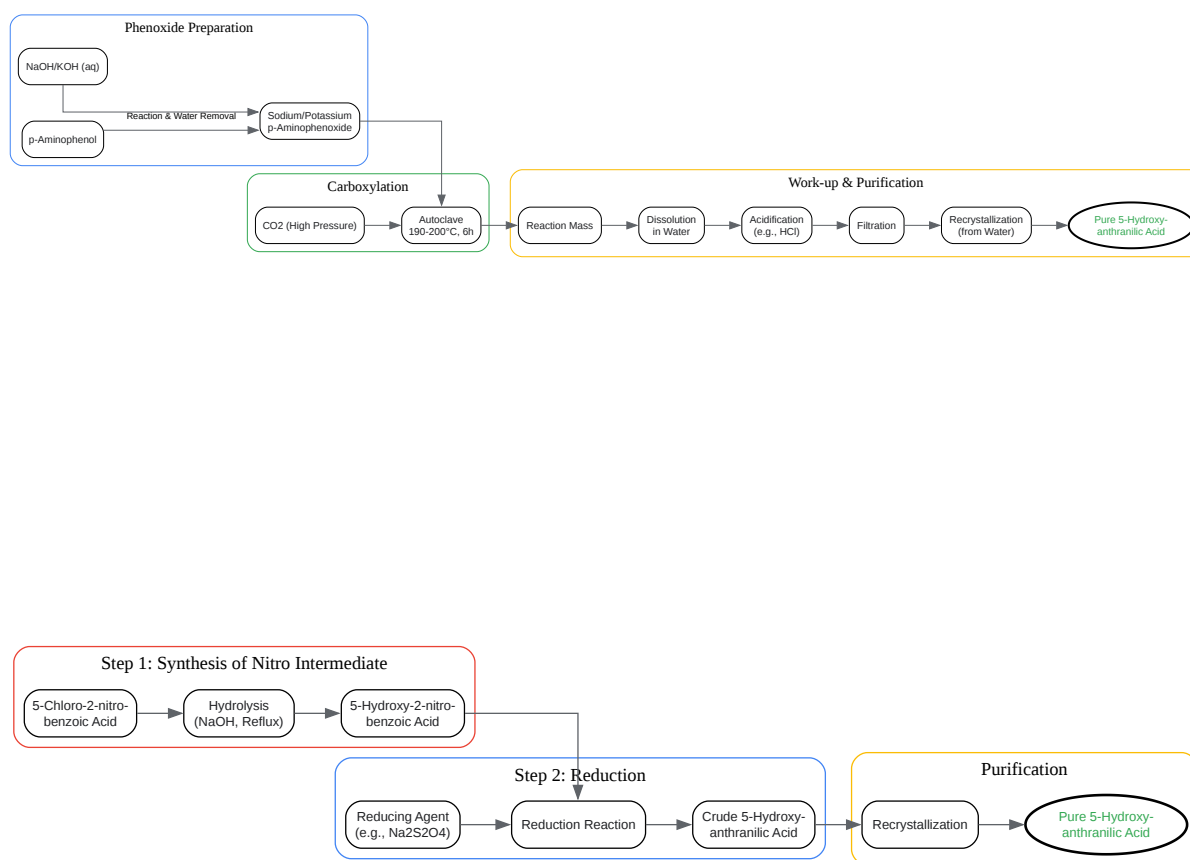 Phenoxide Preparation
NaOH/KOH (aq)
p-Aminophenol
Reaction & Water Removal
Sodium/Potassium
p-Aminophenoxide
Carboxylation
CO2 (High Pressure)
Autoclave
190-200°C, 6h
Work-up & Purification
Reaction Mass
Dissolution
in Water
Acidification
(e.g., HCl)
Filtration
Recrystallization
(from Water)
Pure 5-Hydroxy-
anthranilic Acid
Step 1: Synthesis of Nitro Intermediate
5-Chloro-2-nitro-
benzoic Acid
Hydrolysis
(NaOH, Reflux)
5-Hydroxy-2-nitro-
benzoic Acid
Step 2: Reduction
Reducing Agent
(e.g., Na2S2O4)
Reduction Reaction
Crude 5-Hydroxy-
anthranilic Acid
Purification
Recrystallization
Pure 5-Hydroxy-
anthranilic Acid